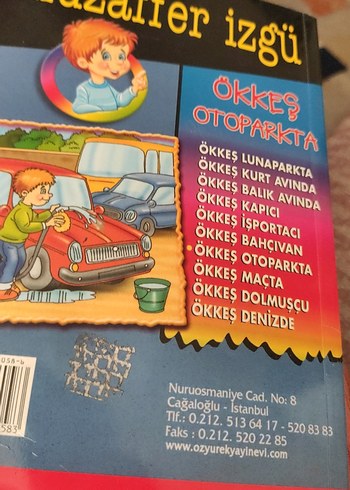 muzaffer izgü
ÖKKEŞ
OTOPARKTA
ÖKKEŞ LUNAPARKTA
ÖKKEŞ KURT AVINDA
ÖKKEŞ BALIK AVINDA
ÖKKEŞ KAPICI
ÖKKEŞ İŞPORTACI
ÖKKEŞ BAHÇIVAN
ÖKKEŞ OTOPARKTA
ÖKKEŞ MAÇTA
ÖKKEŞ DOLMUŞÇU
ÖKKEŞ DENİZDE
Nuruosmaniye Cad. No: 8
Cağaloğlu - İstanbul
Tlf.: 0.212. 513 64 17 - 520 83 83
Faks : 0.212. 520 22 85
www.ozyurekyayinevi.com